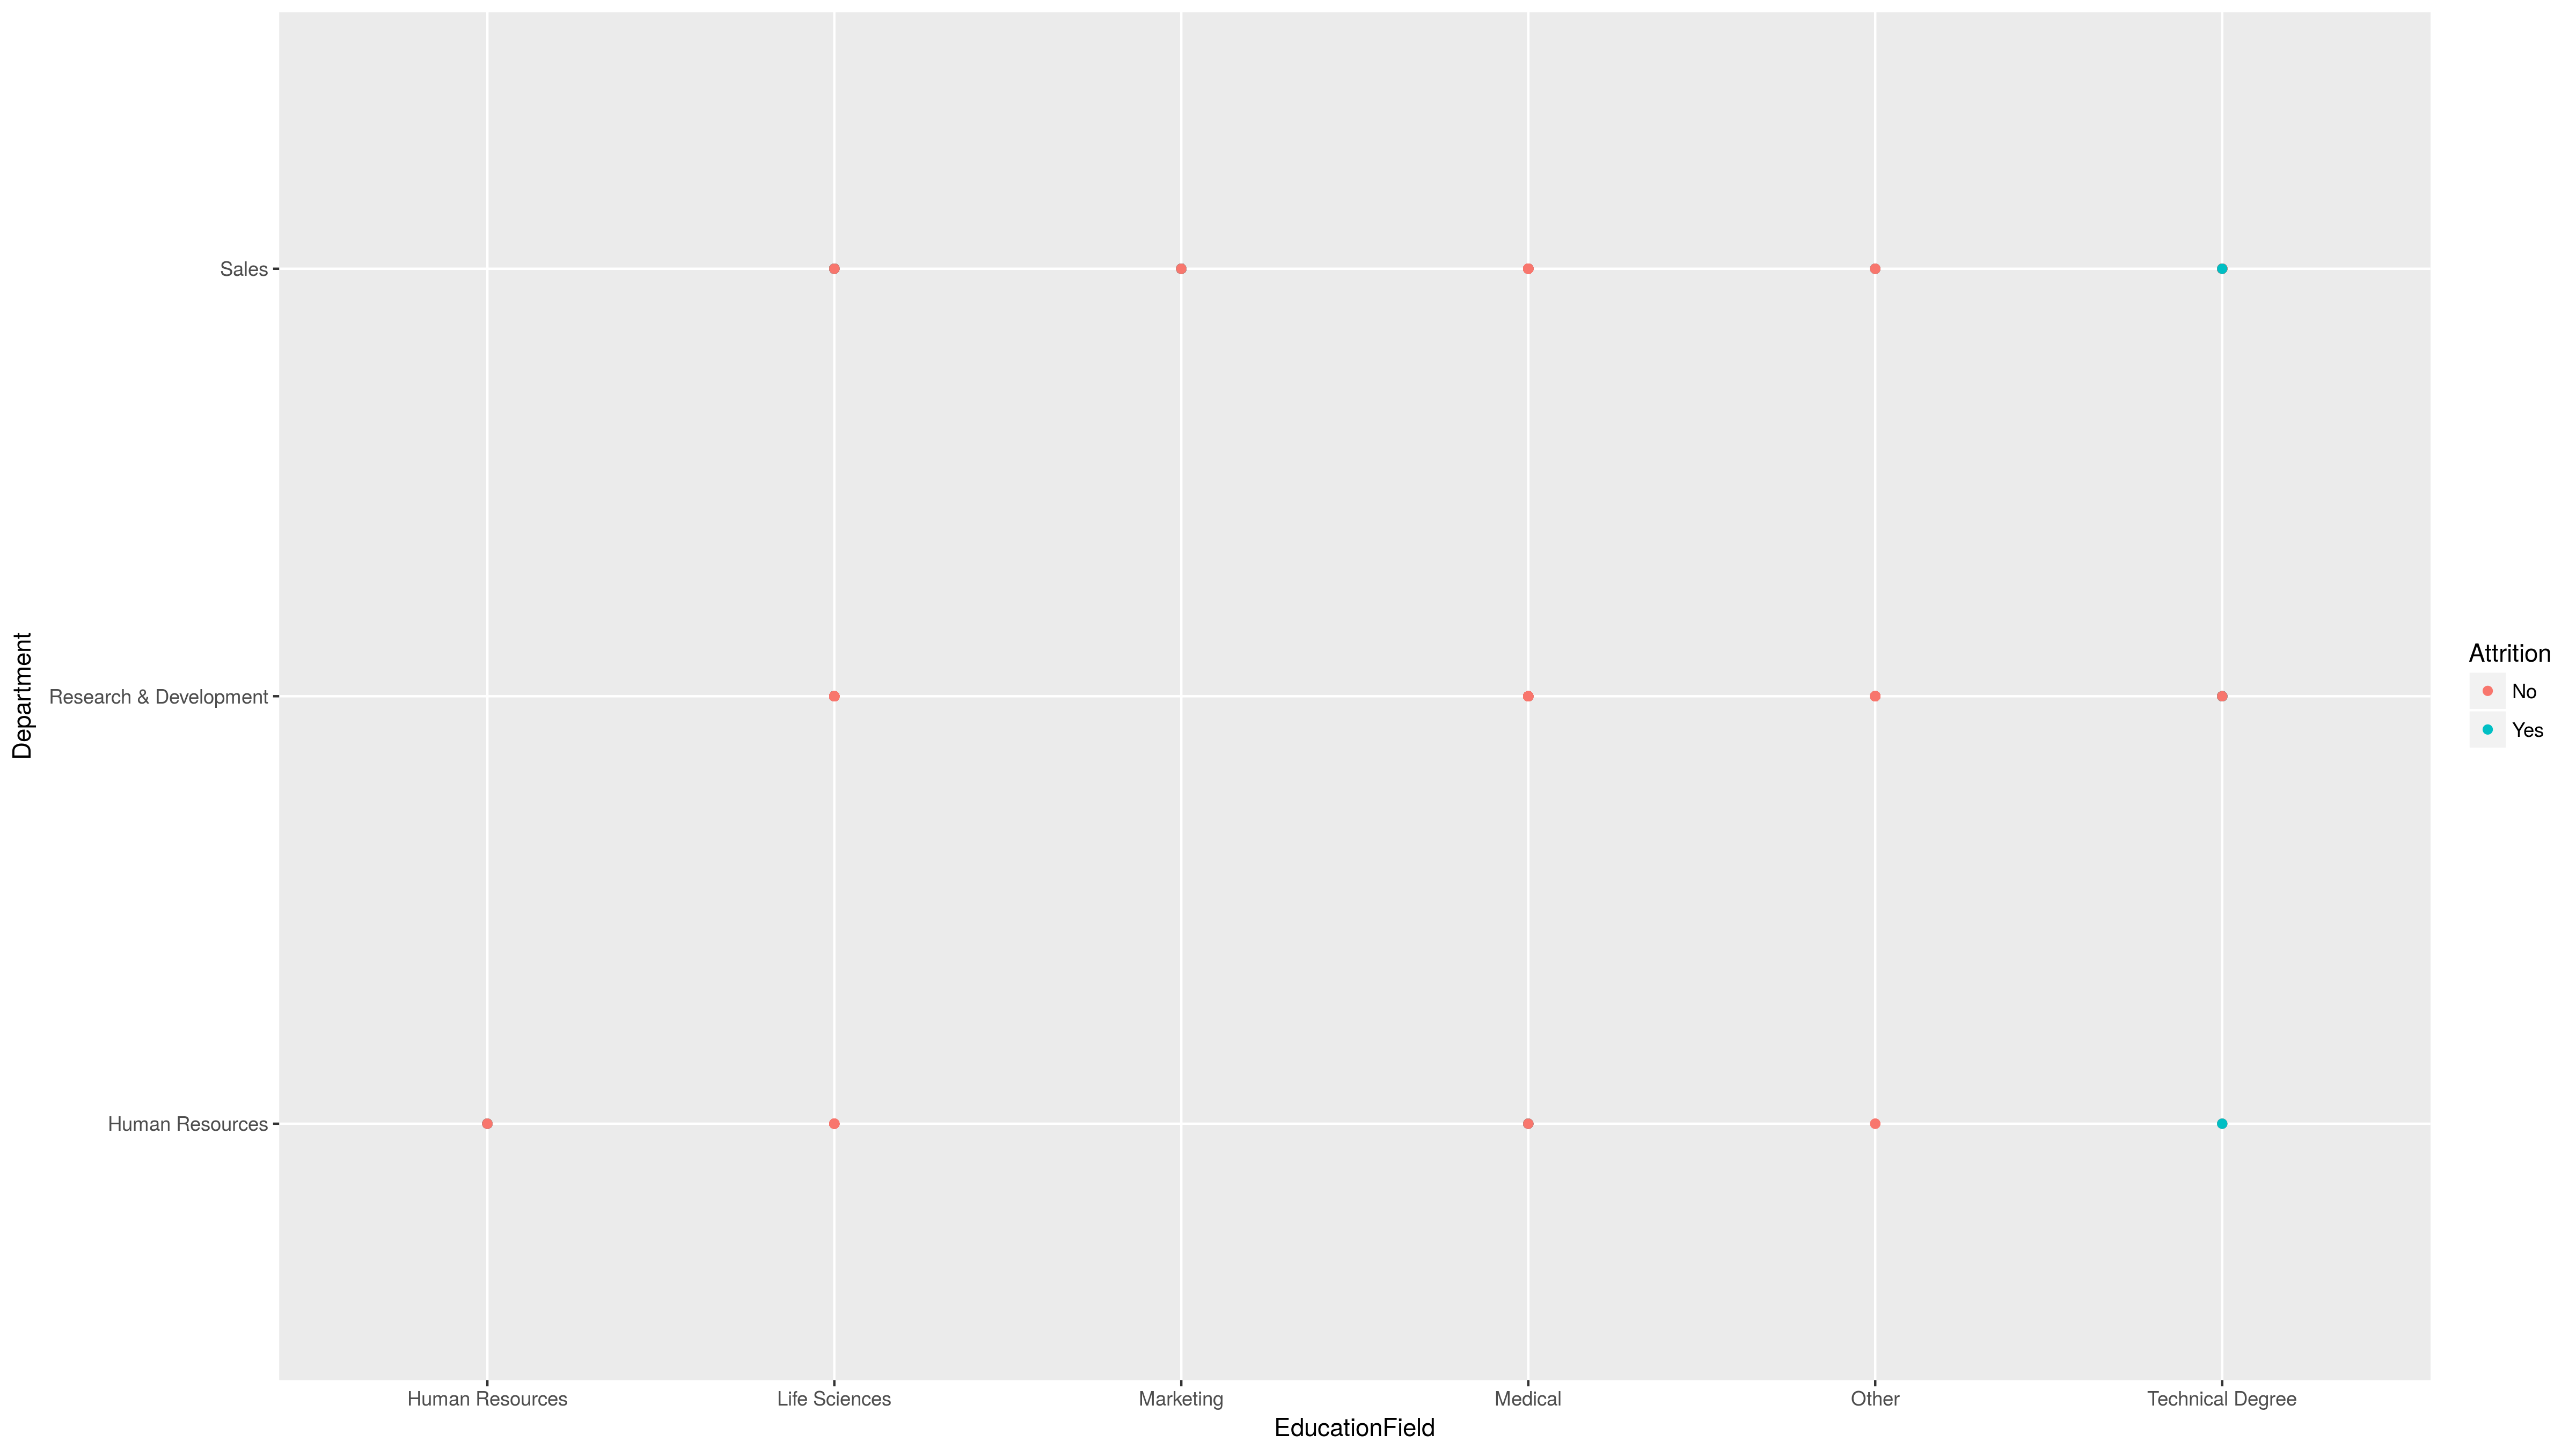 Sales
Research & Development
Human Resources
Department
Human Resources
Life Sciences
Marketing
Medical
Other
Technical Degree
EducationField
Attrition
No
Yes